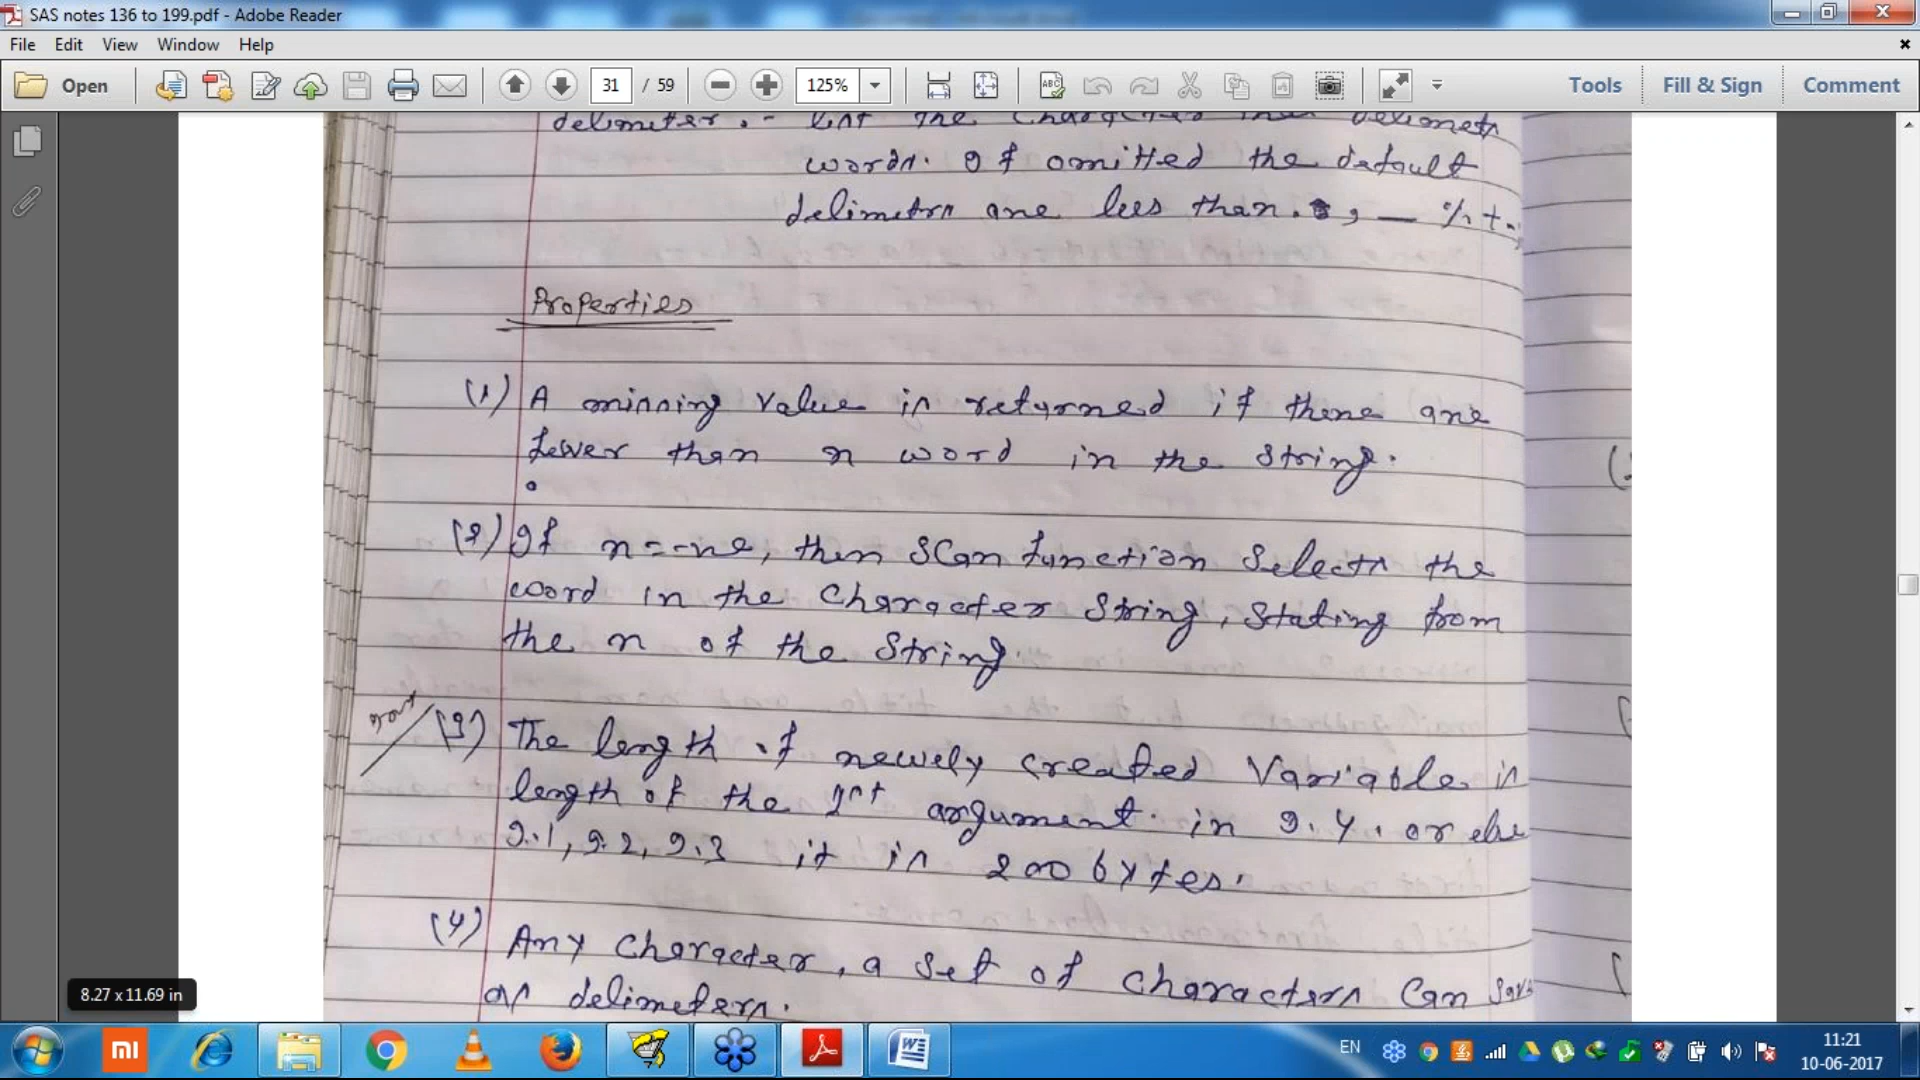 SAS notes 136 to 199.pdf - Adobe Reader
File Edit View Window Help
Open 31 / 59 125% Tools Fill & Sign Comment
delimeter. - List the
words. If omitted the default
delimeters are less than . , — % +
Properties
(1) A missing value is returned if there are
fewer than n word in the string.
(2) If n = -ve, then Scan function Selects the
word in the Character String, Stating from
the n of the String.
(3) The length of newely created Variable is
length of the 1st argument. in 9.4. or else
9.1, 9.2, 9.3 it is 200 bytes.
(4) Any Character, a set of characters Can
as delimeters.
8.27 x 11.69 in
EN
11:21
10-06-2017